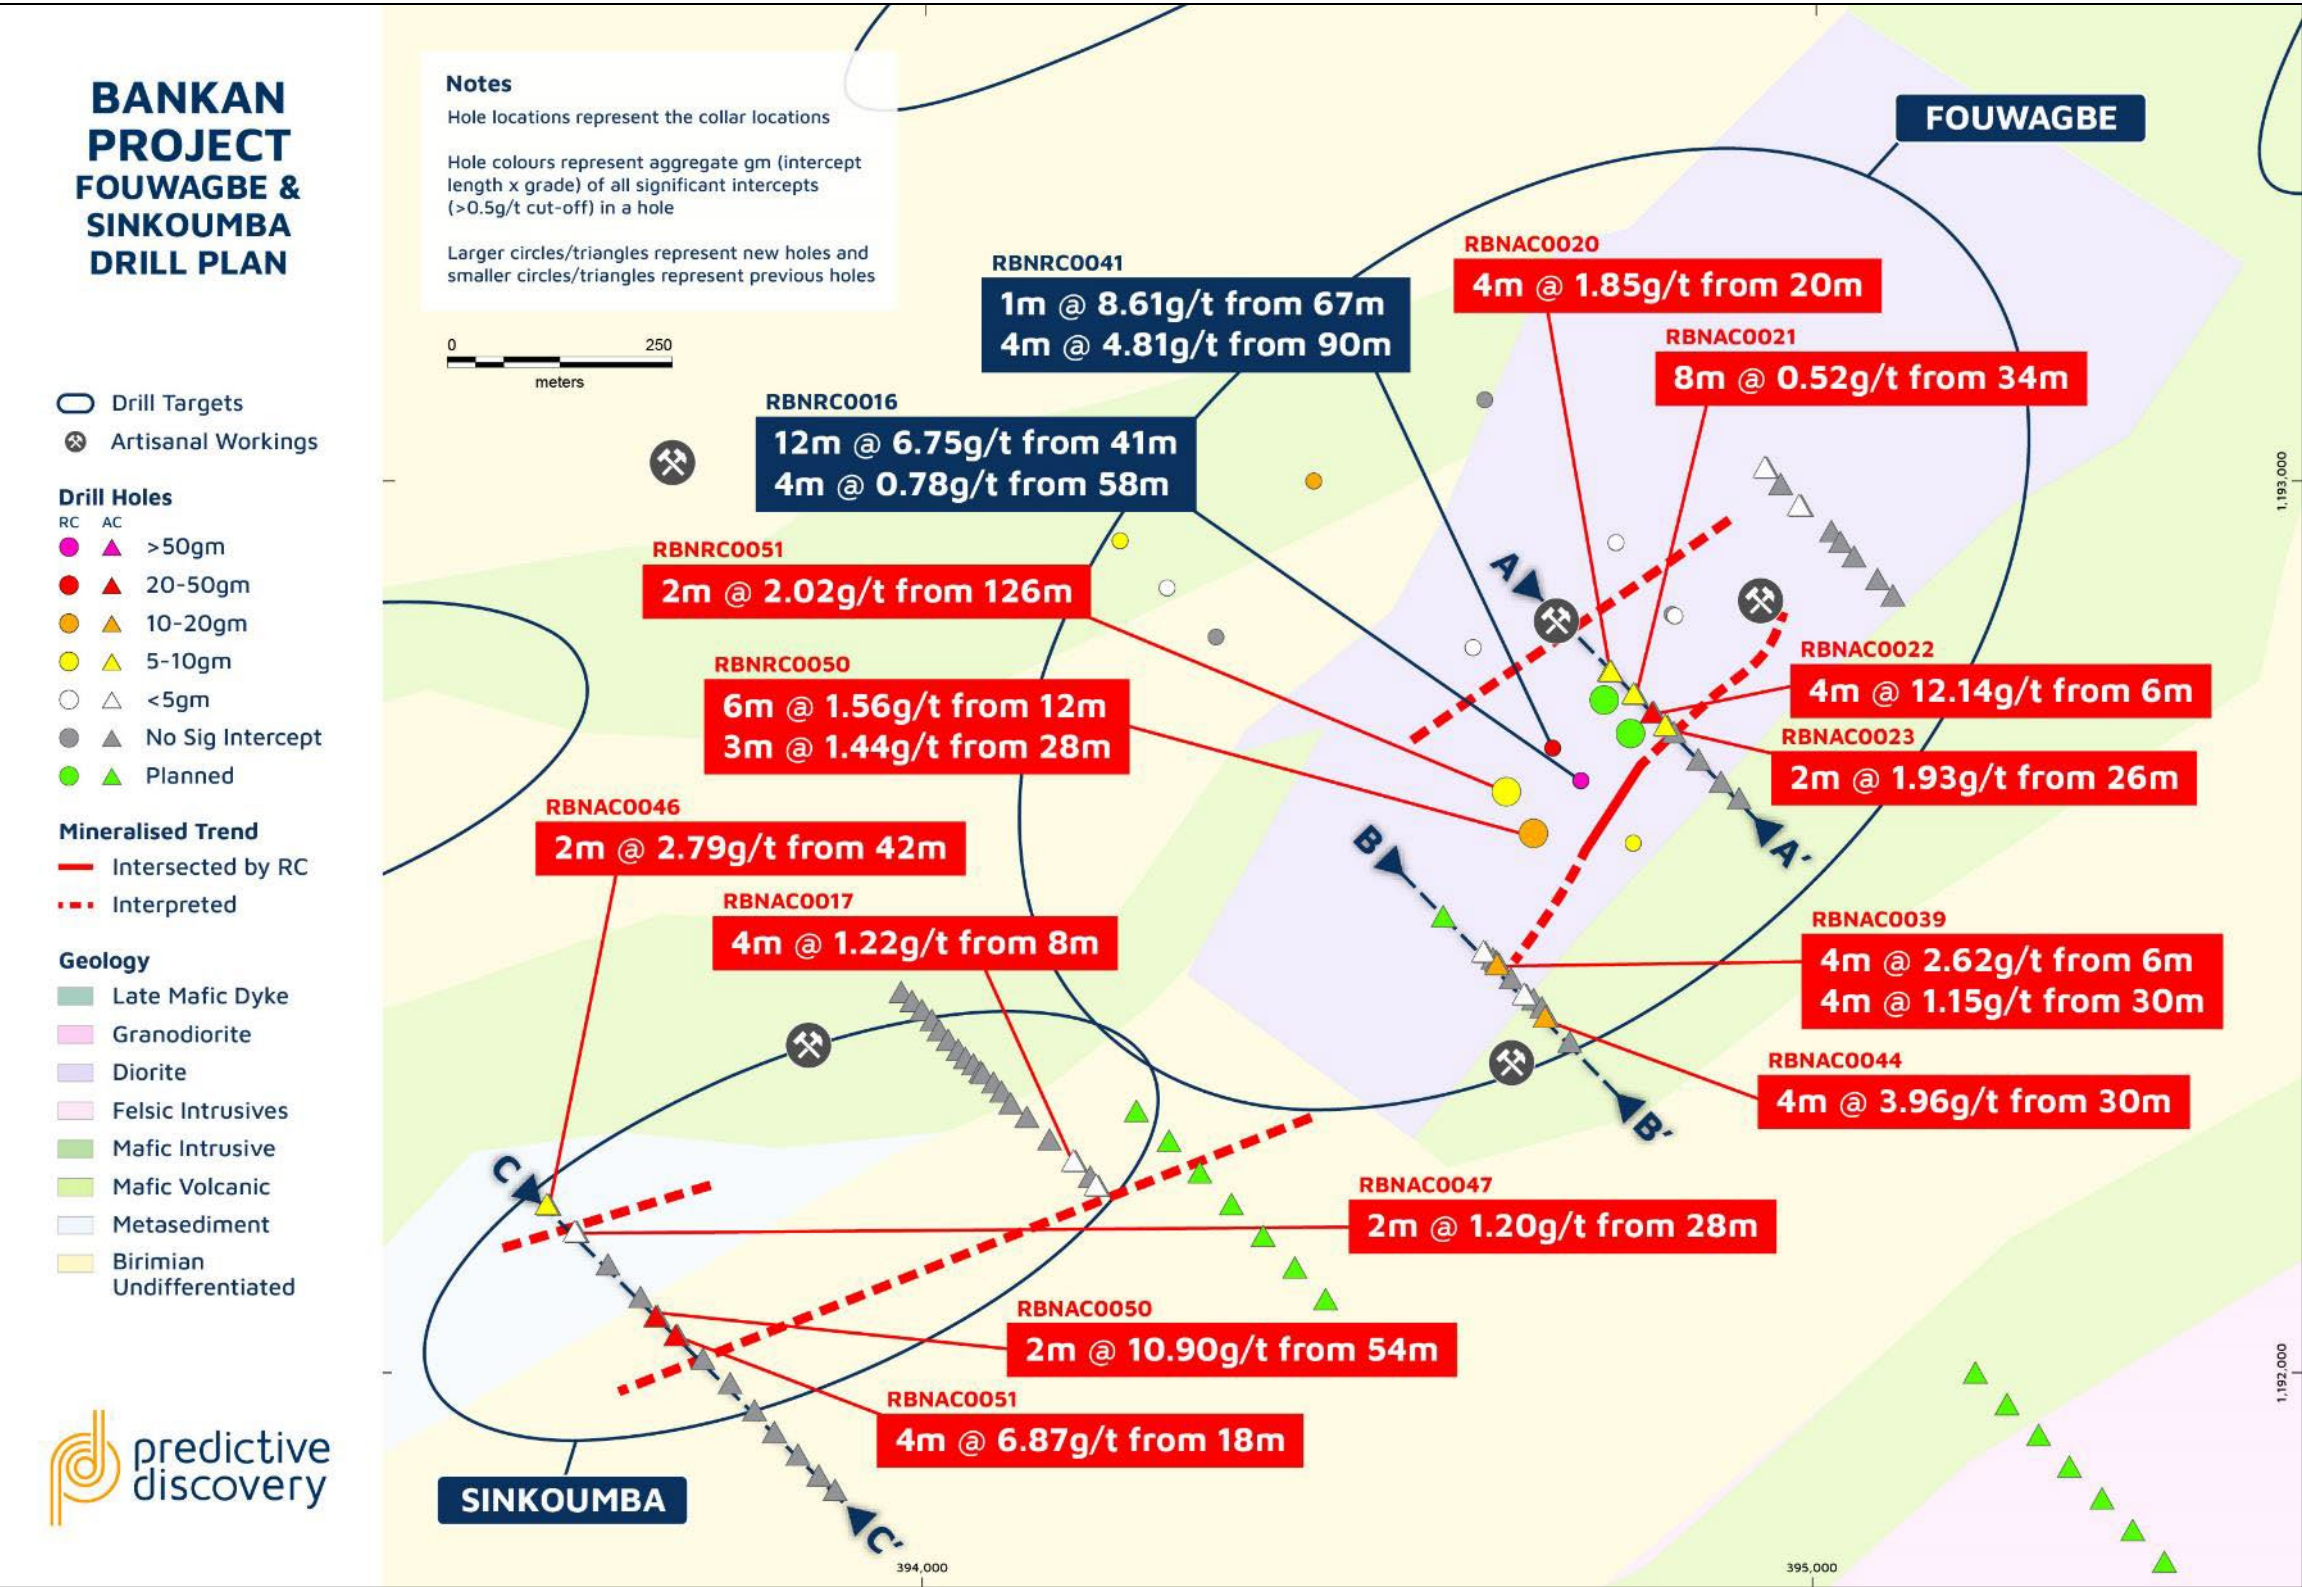 BANKAN
PROJECT
FOUWAGBE &
SINKOUMBA
DRILL PLAN
Drill Targets
Artisanal Workings
Drill Holes
RC AC
>50gm
20-50gm
10-20gm
5-10gm
<5gm
No Sig Intercept
Planned
Mineralised Trend
Intersected by RC
Interpreted
Geology
Late Mafic Dyke
Granodiorite
Diorite
Felsic Intrusives
Mafic Intrusive
Mafic Volcanic
Metasediment
Birimian
Undifferentiated
predictive
discovery
Notes
Hole locations represent the collar locations
Hole colours represent aggregate gm (intercept
length x grade) of all significant intercepts
(>0.5g/t cut-off) in a hole
Larger circles/triangles represent new holes and
smaller circles/triangles represent previous holes
0 250
meters
FOUWAGBE
RBNRC0041
1m @ 8.61g/t from 67m
4m @ 4.81g/t from 90m
RBNAC0020
4m @ 1.85g/t from 20m
RBNAC0021
8m @ 0.52g/t from 34m
RBNRC0016
12m @ 6.75g/t from 41m
4m @ 0.78g/t from 58m
1,193,000
RBNRC0051
2m @ 2.02g/t from 126m
A
RBNRC0050
6m @ 1.56g/t from 12m
3m @ 1.44g/t from 28m
RBNAC0022
4m @ 12.14g/t from 6m
RBNAC0023
2m @ 1.93g/t from 26m
A'
B
RBNAC0046
2m @ 2.79g/t from 42m
RBNAC0017
4m @ 1.22g/t from 8m
RBNAC0039
4m @ 2.62g/t from 6m
4m @ 1.15g/t from 30m
RBNAC0044
4m @ 3.96g/t from 30m
B'
C
RBNAC0047
2m @ 1.20g/t from 28m
RBNAC0050
2m @ 10.90g/t from 54m
RBNAC0051
4m @ 6.87g/t from 18m
1,192,000
SINKOUMBA
C'
394,000
395,000